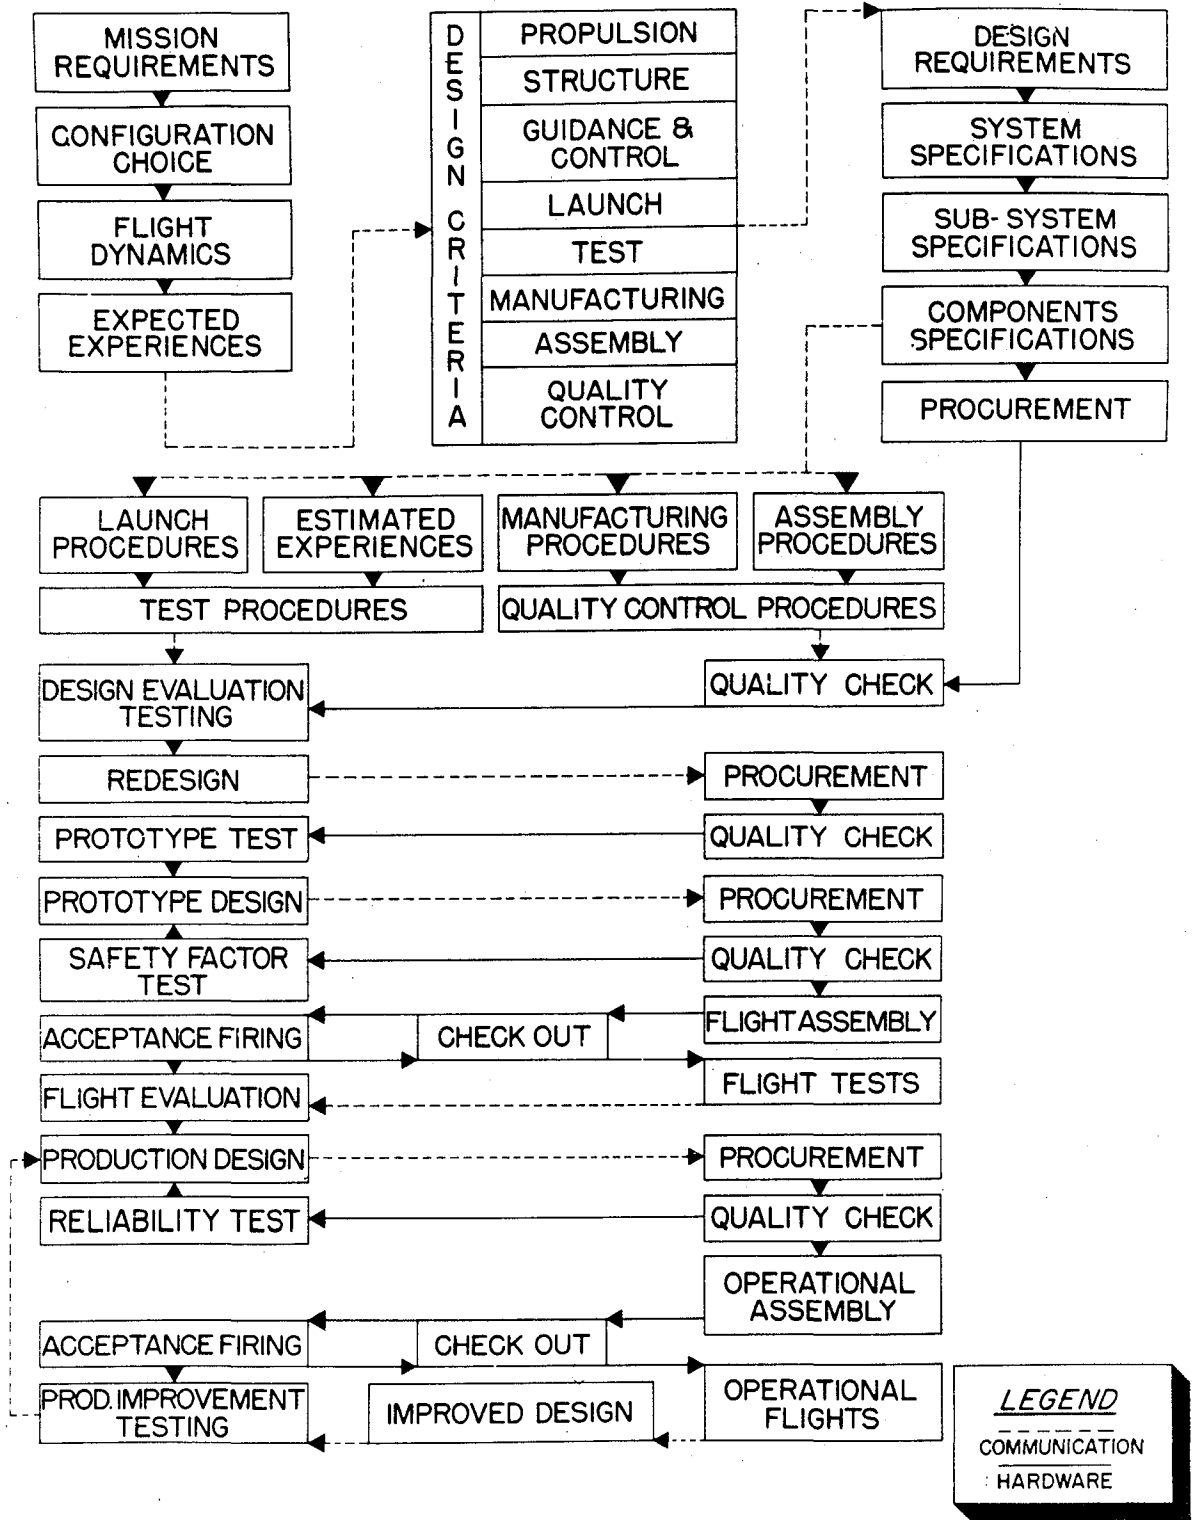 MISSION
REQUIREMENTS
CONFIGURATION
CHOICE
FLIGHT
DYNAMICS
EXPECTED
EXPERIENCES
DESIGN CRITERIA
PROPULSION
STRUCTURE
GUIDANCE &
CONTROL
LAUNCH
TEST
MANUFACTURING
ASSEMBLY
QUALITY
CONTROL
DESIGN
REQUIREMENTS
SYSTEM
SPECIFICATIONS
SUB-SYSTEM
SPECIFICATIONS
COMPONENTS
SPECIFICATIONS
PROCUREMENT
LAUNCH
PROCEDURES
ESTIMATED
EXPERIENCES
MANUFACTURING
PROCEDURES
ASSEMBLY
PROCEDURES
TEST PROCEDURES
QUALITY CONTROL PROCEDURES
DESIGN EVALUATION
TESTING
QUALITY CHECK
REDESIGN
PROCUREMENT
PROTOTYPE TEST
QUALITY CHECK
PROTOTYPE DESIGN
PROCUREMENT
SAFETY FACTOR
TEST
QUALITY CHECK
ACCEPTANCE FIRING
CHECK OUT
FLIGHT ASSEMBLY
FLIGHT EVALUATION
FLIGHT TESTS
PRODUCTION DESIGN
PROCUREMENT
RELIABILITY TEST
QUALITY CHECK
OPERATIONAL
ASSEMBLY
ACCEPTANCE FIRING
CHECK OUT
PROD. IMPROVEMENT
TESTING
IMPROVED DESIGN
OPERATIONAL
FLIGHTS
LEGEND
COMMUNICATION
HARDWARE